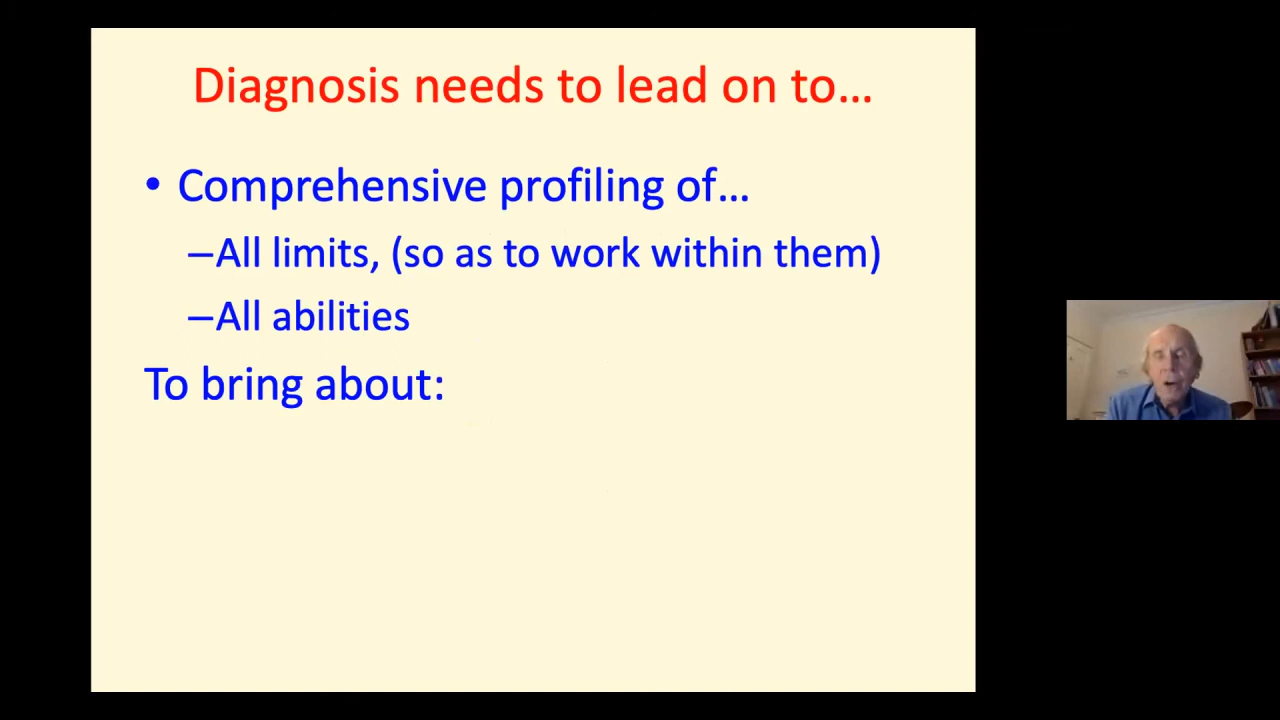 Diagnosis needs to lead on to...
• Comprehensive profiling of...
–All limits, (so as to work within them)
–All abilities
To bring about: